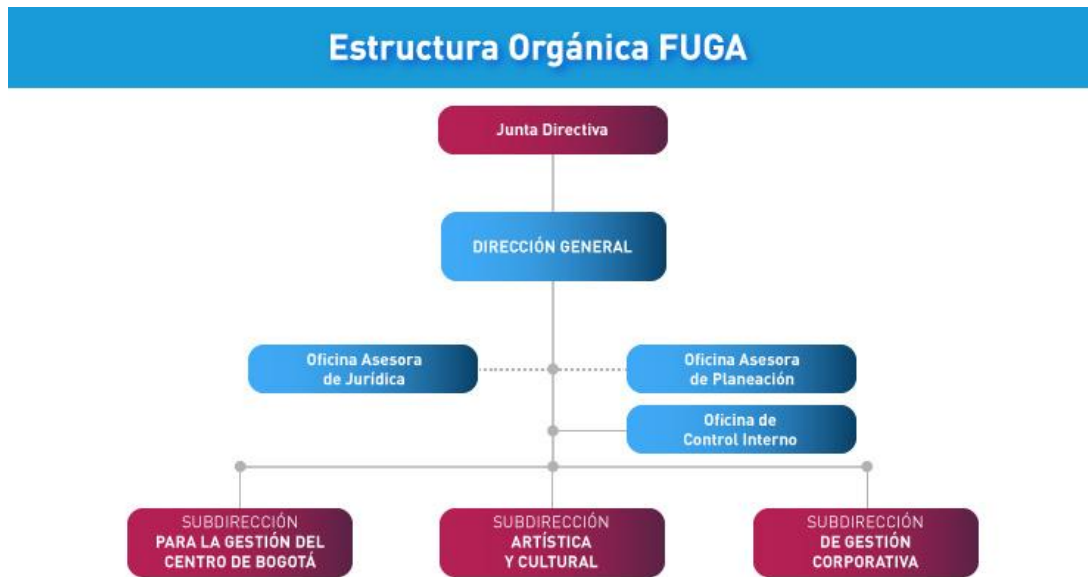 Estructura Orgánica FUGA
Junta Directiva
DIRECCIÓN GENERAL
Oficina Asesora
de Jurídica
Oficina Asesora
de Planeación
Oficina de
Control Interno
SUBDIRECCIÓN
PARA LA GESTIÓN DEL
CENTRO DE BOGOTÁ
SUBDIRECCIÓN
ARTÍSTICA
Y CULTURAL
SUBDIRECCIÓN
DE GESTIÓN
CORPORATIVA